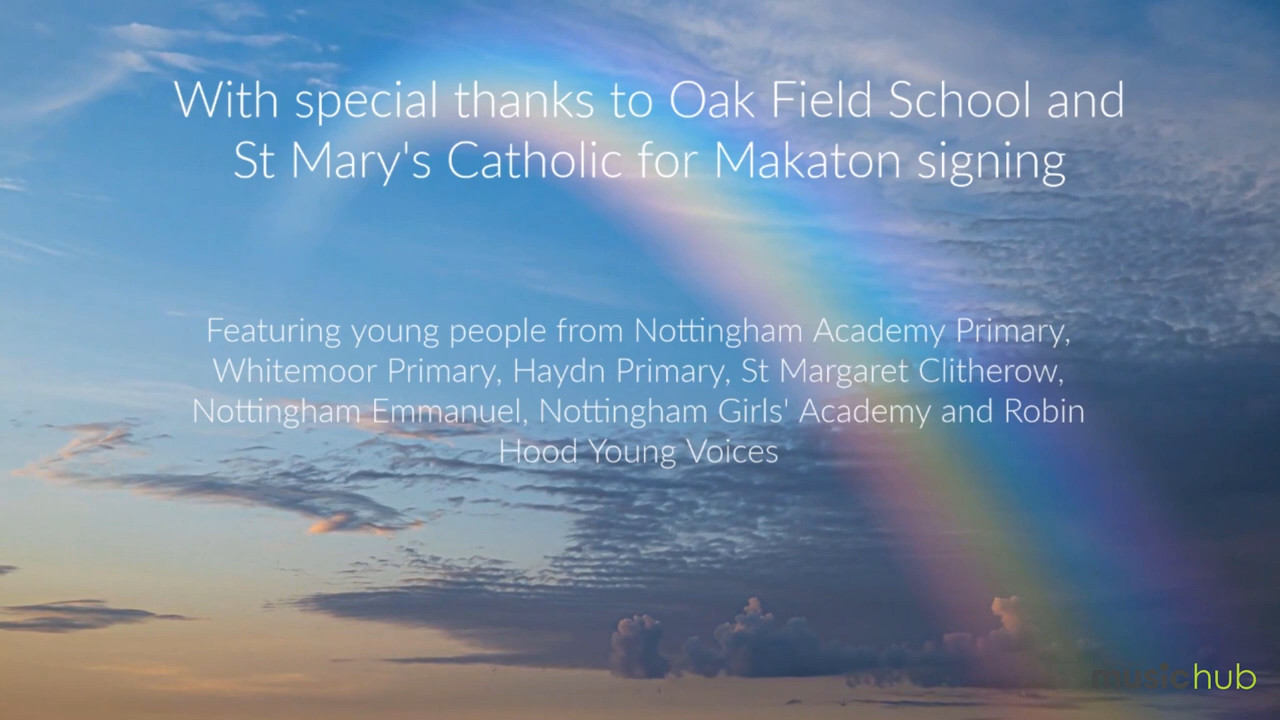 With special thanks to Oak Field School and
St Mary's Catholic for Makaton signing
Featuring young people from Nottingham Academy Primary,
Whitemoor Primary, Haydn Primary, St Margaret Clitherow,
Nottingham Emmanuel, Nottingham Girls' Academy and Robin
Hood Young Voices
musichub